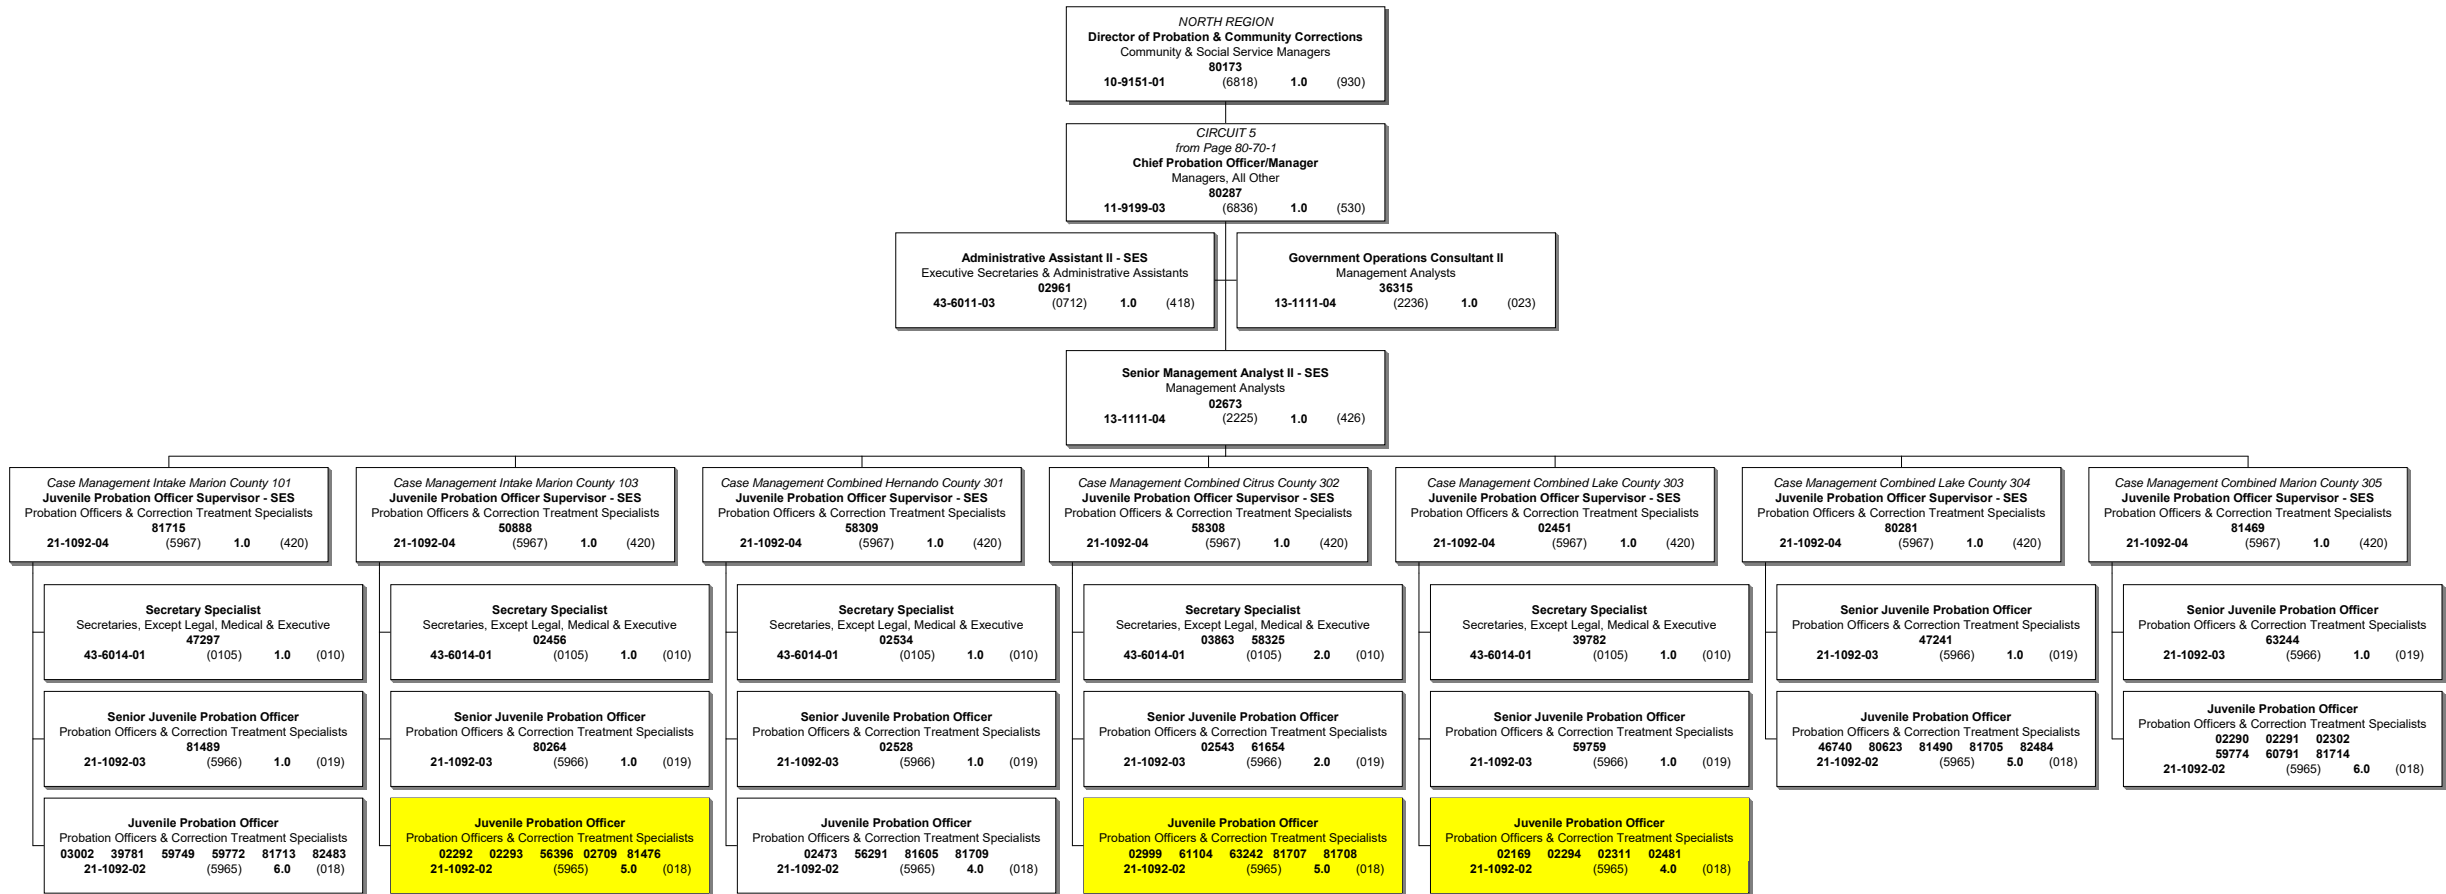 NORTH REGION
Director of Probation & Community Corrections
Community & Social Service Managers
80173
10-9151-01 (6818) 1.0 (930)
CIRCUIT 5
from Page 80-70-1
Chief Probation Officer/Manager
Managers, All Other
80287
11-9199-03 (6836) 1.0 (530)
Administrative Assistant II - SES
Executive Secretaries & Administrative Assistants
02961
43-6011-03 (0712) 1.0 (418)
Government Operations Consultant II
Management Analysts
36315
13-1111-04 (2236) 1.0 (023)
Senior Management Analyst II - SES
Management Analysts
02673
13-1111-04 (2225) 1.0 (426)
Case Management Intake Marion County 101
Juvenile Probation Officer Supervisor - SES
Probation Officers & Correction Treatment Specialists
81715
21-1092-04 (5967) 1.0 (420)
Secretary Specialist
Secretaries, Except Legal, Medical & Executive
47297
43-6014-01 (0105) 1.0 (010)
Senior Juvenile Probation Officer
Probation Officers & Correction Treatment Specialists
81489
21-1092-03 (5966) 1.0 (019)
Juvenile Probation Officer
Probation Officers & Correction Treatment Specialists
03002 39781 59749 59772 81713 82483
21-1092-02 (5965) 6.0 (018)
Case Management Intake Marion County 103
Juvenile Probation Officer Supervisor - SES
Probation Officers & Correction Treatment Specialists
50888
21-1092-04 (5967) 1.0 (420)
Secretary Specialist
Secretaries, Except Legal, Medical & Executive
02456
43-6014-01 (0105) 1.0 (010)
Senior Juvenile Probation Officer
Probation Officers & Correction Treatment Specialists
80264
21-1092-03 (5966) 1.0 (019)
Juvenile Probation Officer
Probation Officers & Correction Treatment Specialists
02292 02293 56396 02709 81476
21-1092-02 (5965) 5.0 (018)
Case Management Combined Hernando County 301
Juvenile Probation Officer Supervisor - SES
Probation Officers & Correction Treatment Specialists
58309
21-1092-04 (5967) 1.0 (420)
Secretary Specialist
Secretaries, Except Legal, Medical & Executive
02534
43-6014-01 (0105) 1.0 (010)
Senior Juvenile Probation Officer
Probation Officers & Correction Treatment Specialists
02528
21-1092-03 (5966) 1.0 (019)
Juvenile Probation Officer
Probation Officers & Correction Treatment Specialists
02473 56291 81605 81709
21-1092-02 (5965) 4.0 (018)
Case Management Combined Citrus County 302
Juvenile Probation Officer Supervisor - SES
Probation Officers & Correction Treatment Specialists
58308
21-1092-04 (5967) 1.0 (420)
Secretary Specialist
Secretaries, Except Legal, Medical & Executive
03863 58325
43-6014-01 (0105) 2.0 (010)
Senior Juvenile Probation Officer
Probation Officers & Correction Treatment Specialists
02543 61654
21-1092-03 (5966) 2.0 (019)
Juvenile Probation Officer
Probation Officers & Correction Treatment Specialists
02999 61104 63242 81707 81708
21-1092-02 (5965) 5.0 (018)
Case Management Combined Lake County 303
Juvenile Probation Officer Supervisor - SES
Probation Officers & Correction Treatment Specialists
02451
21-1092-04 (5967) 1.0 (420)
Secretary Specialist
Secretaries, Except Legal, Medical & Executive
39782
43-6014-01 (0105) 1.0 (010)
Senior Juvenile Probation Officer
Probation Officers & Correction Treatment Specialists
59759
21-1092-03 (5966) 1.0 (019)
Juvenile Probation Officer
Probation Officers & Correction Treatment Specialists
02169 02294 02311 02481
21-1092-02 (5965) 4.0 (018)
Case Management Combined Lake County 304
Juvenile Probation Officer Supervisor - SES
Probation Officers & Correction Treatment Specialists
80281
21-1092-04 (5967) 1.0 (420)
Senior Juvenile Probation Officer
Probation Officers & Correction Treatment Specialists
47241
21-1092-03 (5966) 1.0 (019)
Juvenile Probation Officer
Probation Officers & Correction Treatment Specialists
46740 80623 81490 81705 82484
21-1092-02 (5965) 5.0 (018)
Case Management Combined Marion County 305
Juvenile Probation Officer Supervisor - SES
Probation Officers & Correction Treatment Specialists
81469
21-1092-04 (5967) 1.0 (420)
Senior Juvenile Probation Officer
Probation Officers & Correction Treatment Specialists
63244
21-1092-03 (5966) 1.0 (019)
Juvenile Probation Officer
Probation Officers & Correction Treatment Specialists
02290 02291 02302
59774 60791 81714
21-1092-02 (5965) 6.0 (018)